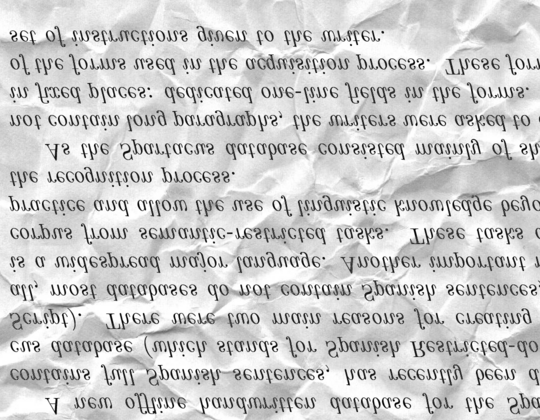 A new offline handwritten database for the Spa
contains full Spanish sentences, has recently been d
cus database (which stands for Spanish Restricted-do
Script). There were two main reasons for creating
all, most databases do not contain Spanish sentences,
is a widespread major language. Another important
corpus from semantic-restricted tasks. These tasks
practice and allow the use of linguistic knowledge beyo
the recognition process.
As the Spartacus database consisted mainly of sh
not contain long paragraphs, the writers were asked to
in fixed places: dedicated one-line fields in the forms.
of the forms used in the acquisition process. These for
set of instructions given to the writer.